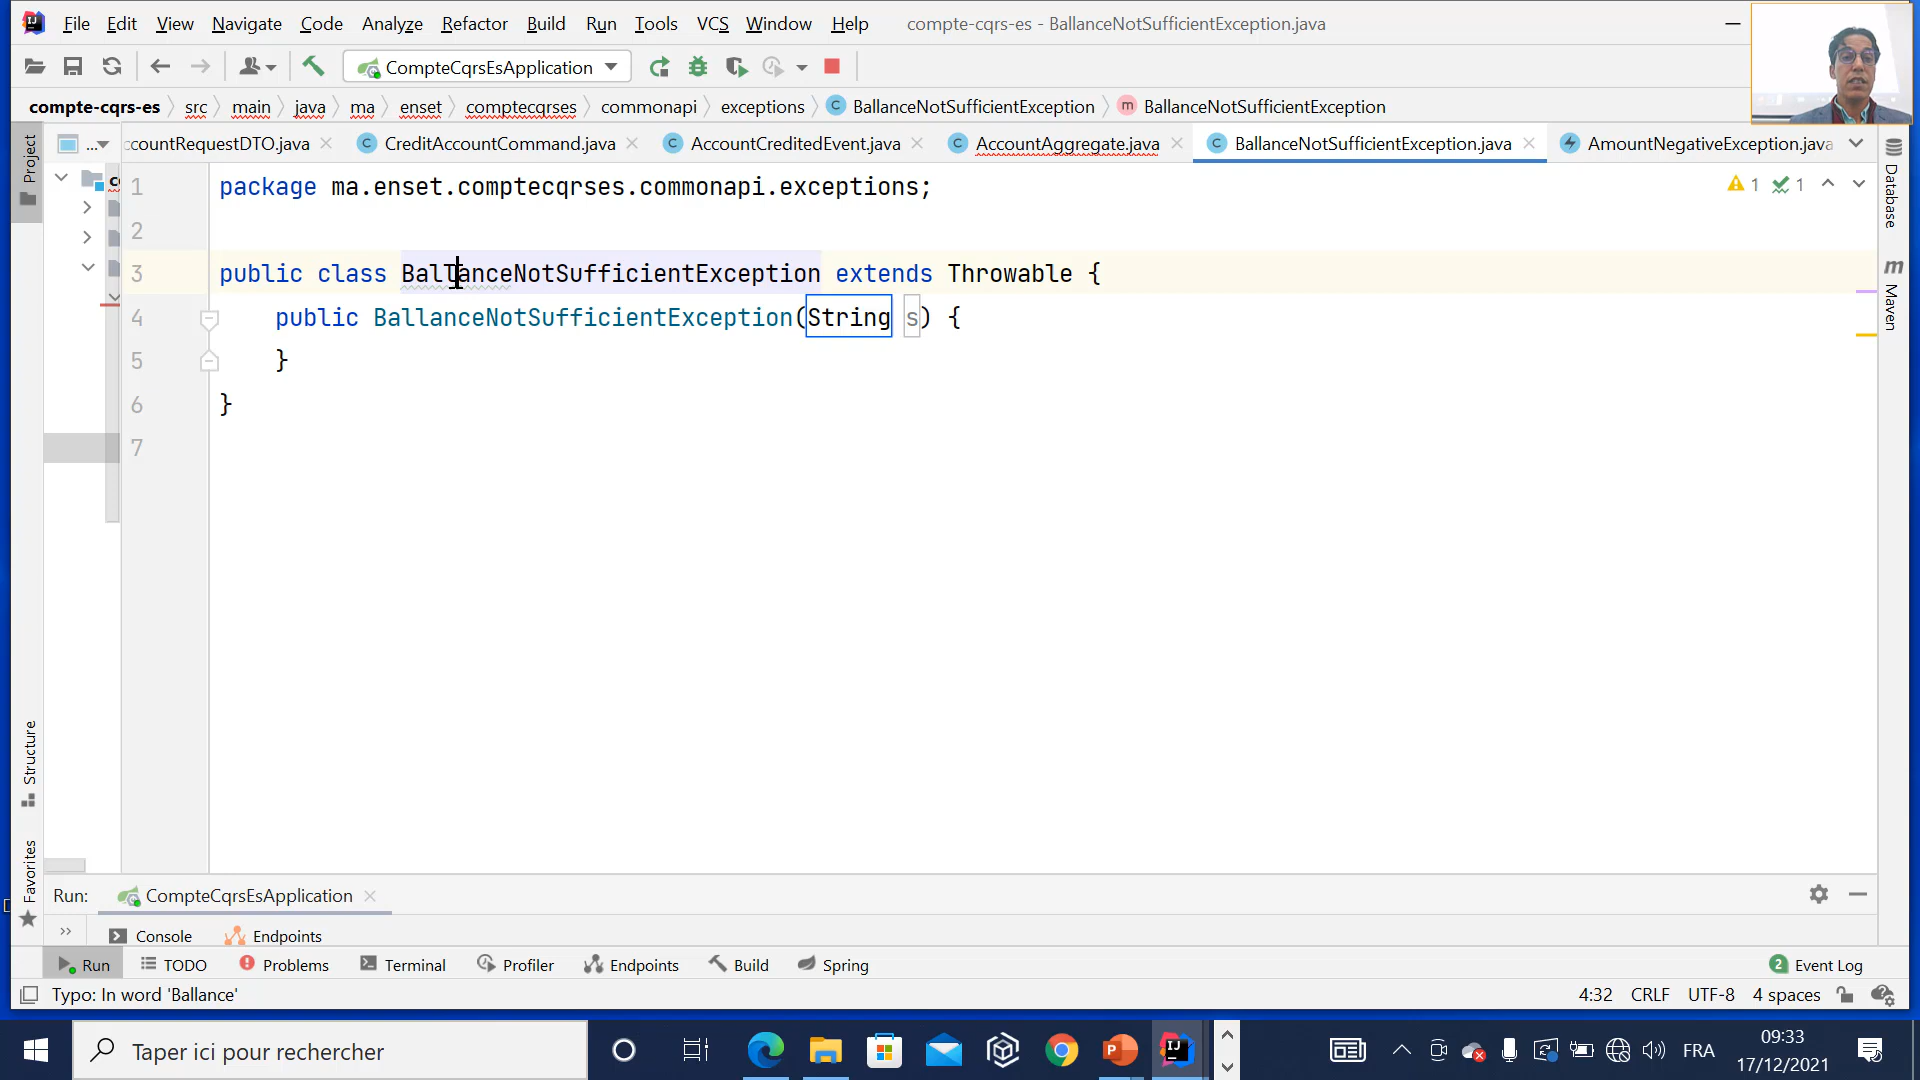 File Edit View Navigate Code Analyze Refactor Build Run Tools VCS Window Help compte-cqrs-es - BallanceNotSufficientException.java
CompteCqrsEsApplication
compte-cqrs-es src main java ma enset comptecqrses commonapi exceptions BallanceNotSufficientException BallanceNotSufficientException
... countRequestDTO.java CreditAccountCommand.java AccountCreditedEvent.java AccountAggregate.java BallanceNotSufficientException.java AmountNegativeException.java
Project
Structure
Favorites
Database
Maven
1 package ma.enset.comptecqrses.commonapi.exceptions;
1 1
2
3 public class BallanceNotSufficientException extends Throwable {
4 public BallanceNotSufficientException(String s) {
5 }
6 }
7
Run: CompteCqrsEsApplication
Console Endpoints
Run TODO Problems Terminal Profiler Endpoints Build Spring 2 Event Log
Typo: In word 'Ballance' 4:32 CRLF UTF-8 4 spaces
Taper ici pour rechercher FRA 09:33
17/12/2021